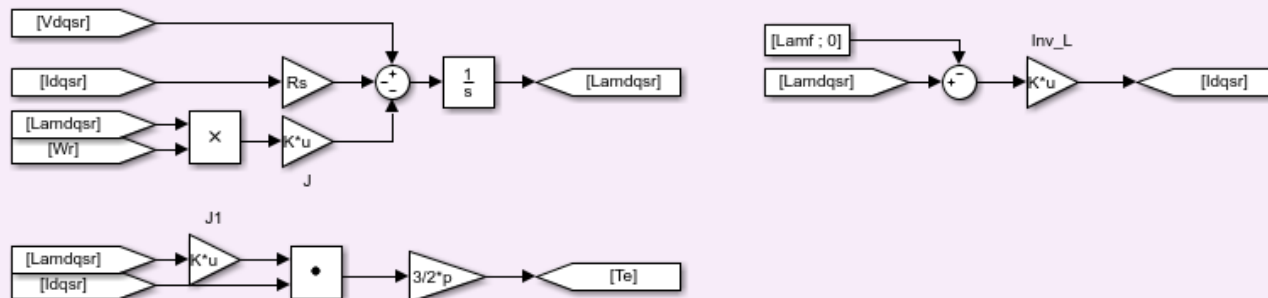 [Vdqsr]
[Idqsr]
Rs
+
−
−
1
s
[Lamdqsr]
[Lamdqsr]
[Wr]
×
K*u
J
[Lamf ; 0]
[Lamdqsr]
+
−
Inv_L
K*u
[Idqsr]
J1
[Lamdqsr]
[Idqsr]
K*u
3/2*p
[Te]